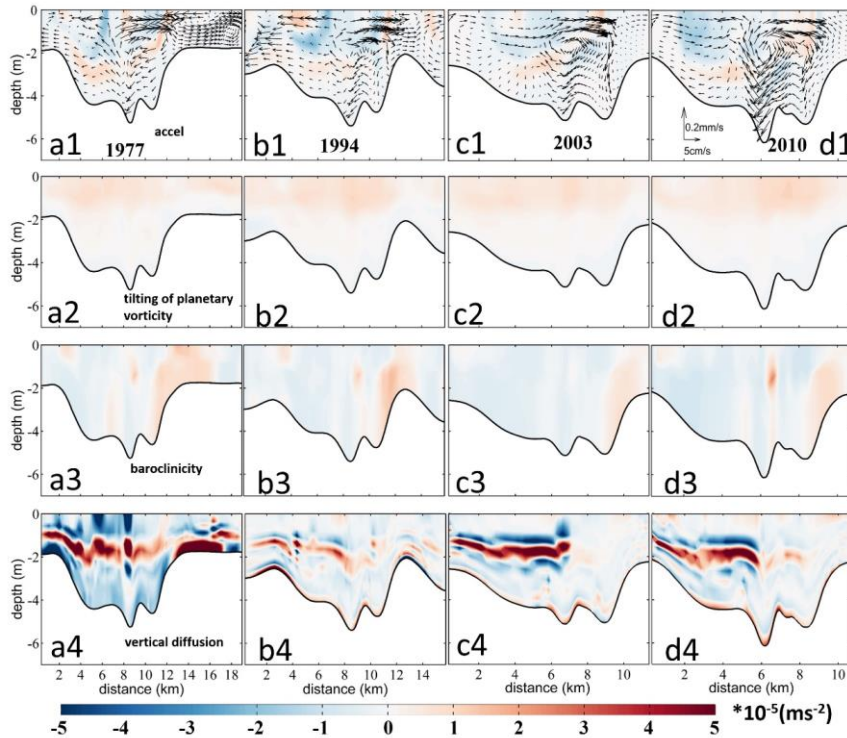 depth (m)
0
-2
-4
-6
a1
accel
1977
b1
1994
c1
2003
0.2mm/s
5cm/s
2010
d1
depth (m)
0
-2
-4
-6
a2
tilting of planetary
vorticity
b2
c2
d2
depth (m)
0
-2
-4
-6
a3
baroclinicity
b3
c3
d3
depth (m)
0
-2
-4
-6
a4
vertical diffusion
b4
c4
d4
2 4 6 8 10 12 14 16 18
2 4 6 8 10 12 14
2 4 6 8 10
2 4 6 8 10
distance (km)
distance (km)
distance (km)
distance (km)
-5 -4 -3 -2 -1 0 1 2 3 4 5
*10-5(ms-2)